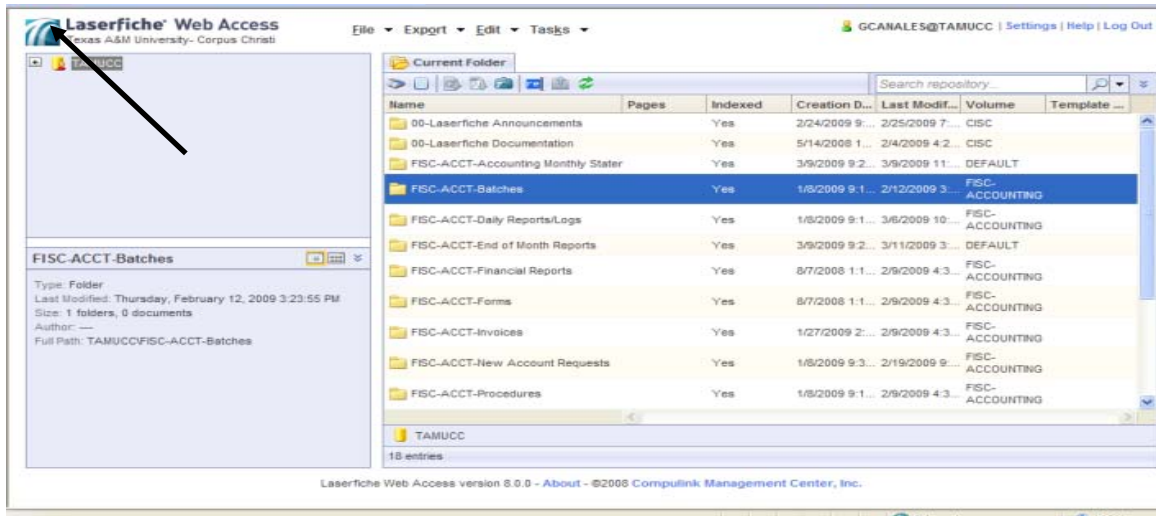 Laserfiche Web Access
Texas A&M University- Corpus Christi
File Export Edit Tasks
GCANALES@TAMUCC | Settings | Help | Log Out
TAMUCC
Current Folder
Search repository...
Name Pages Indexed Creation D... Last Modif... Volume Template ...
00-Laserfiche Announcements Yes 2/24/2009 9:... 2/25/2009 7:... CISC
00-Laserfiche Documentation Yes 5/14/2008 1... 2/4/2009 4:2... CISC
FISC-ACCT-Accounting Monthly Stater Yes 3/9/2009 9:2... 3/9/2009 11:... DEFAULT
FISC-ACCT-Batches Yes 1/8/2009 9:1... 2/12/2009 3:... FISC-
ACCOUNTING
FISC-ACCT-Daily Reports/Logs Yes 1/8/2009 9:1... 3/6/2009 10:... FISC-
ACCOUNTING
FISC-ACCT-End of Month Reports Yes 3/9/2009 9:2... 3/11/2009 3:... DEFAULT
FISC-ACCT-Financial Reports Yes 8/7/2008 1:1... 2/9/2009 4:3... FISC-
ACCOUNTING
FISC-ACCT-Forms Yes 8/7/2008 1:1... 2/9/2009 4:3... FISC-
ACCOUNTING
FISC-ACCT-Invoices Yes 1/27/2009 2:... 2/9/2009 4:3... FISC-
ACCOUNTING
FISC-ACCT-New Account Requests Yes 1/8/2009 9:3... 2/19/2009 9:... FISC-
ACCOUNTING
FISC-ACCT-Procedures Yes 1/8/2009 9:1... 2/9/2009 4:3... FISC-
ACCOUNTING
TAMUCC
18 entries
FISC-ACCT-Batches
Type: Folder
Last Modified: Thursday, February 12, 2009 3:23:55 PM
Size: 1 folders, 0 documents
Author: —
Full Path: TAMUCC\FISC-ACCT-Batches
Laserfiche Web Access version 8.0.0 - About - ©2008 Compulink Management Center, Inc.